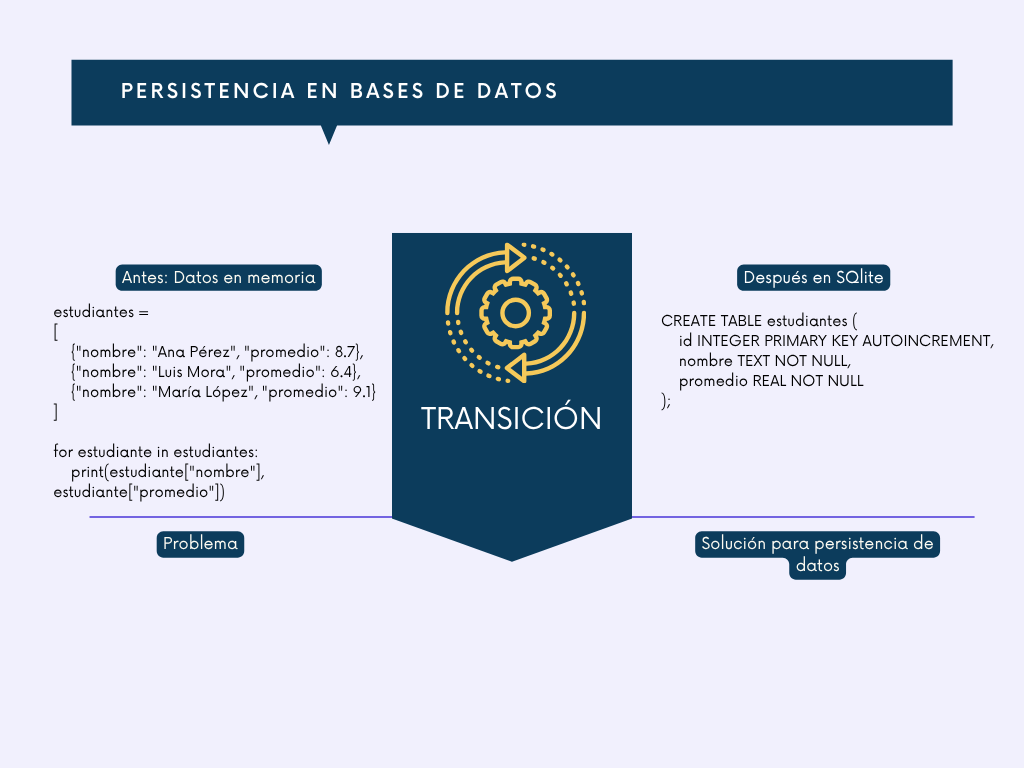 PERSISTENCIA EN BASES DE DATOS
Antes: Datos en memoria
estudiantes =
[
    {"nombre": "Ana Pérez", "promedio": 8.7},
    {"nombre": "Luis Mora", "promedio": 6.4},
    {"nombre": "María López", "promedio": 9.1}
]
for estudiante in estudiantes:
    print(estudiante["nombre"],
estudiante["promedio"])
Problema
TRANSICIÓN
Después en SQlite
CREATE TABLE estudiantes (
    id INTEGER PRIMARY KEY AUTOINCREMENT,
    nombre TEXT NOT NULL,
    promedio REAL NOT NULL
);
Solución para persistencia de
datos